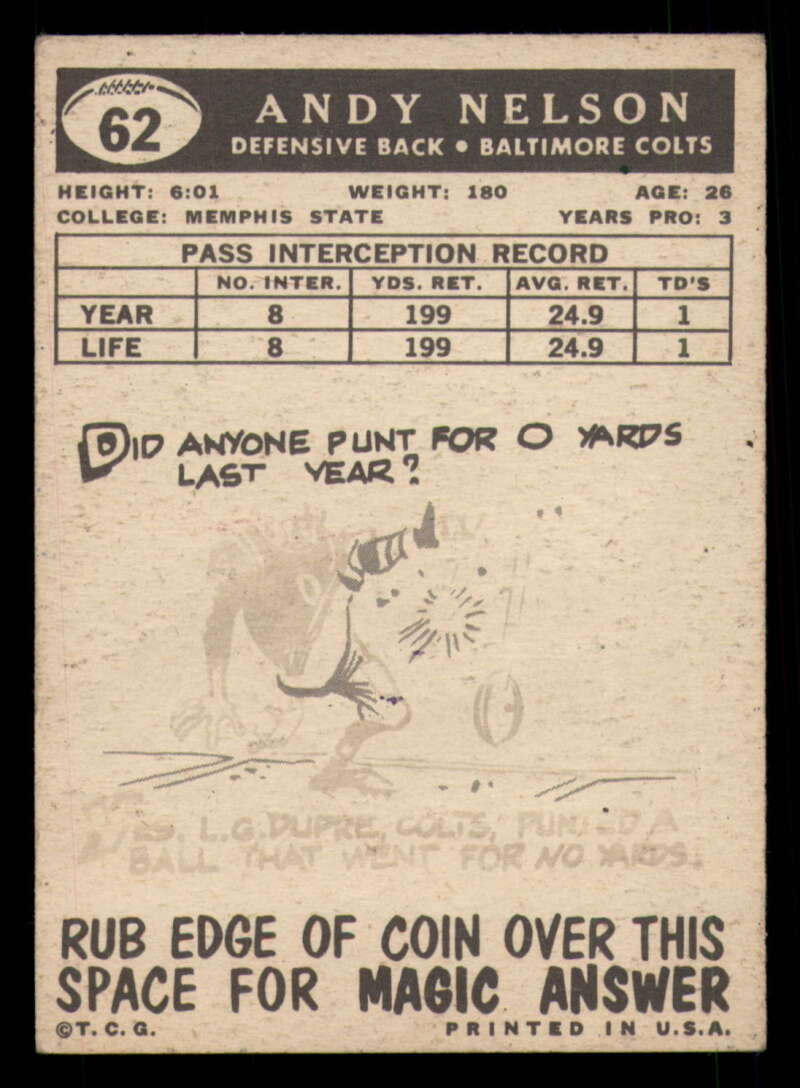 62
ANDY NELSON
DEFENSIVE BACK • BALTIMORE COLTS
HEIGHT: 6:01 WEIGHT: 180 AGE: 26
COLLEGE: MEMPHIS STATE YEARS PRO: 3
PASS INTERCEPTION RECORD
NO. INTER. YDS. RET. AVG. RET. TD'S
YEAR 8 199 24.9 1
LIFE 8 199 24.9 1
DID ANYONE PUNT FOR 0 YARDS
LAST YEAR?
YES. L.G. DUPRE, COLTS, PUNTED A
BALL THAT WENT FOR NO YARDS.
RUB EDGE OF COIN OVER THIS
SPACE FOR MAGIC ANSWER
©T.C.G. PRINTED IN U.S.A.